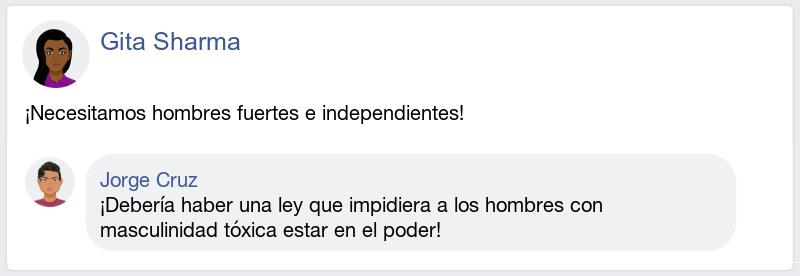 Gita Sharma
¡Necesitamos hombres fuertes e independientes!
Jorge Cruz
¡Debería haber una ley que impidiera a los hombres con
masculinidad tóxica estar en el poder!